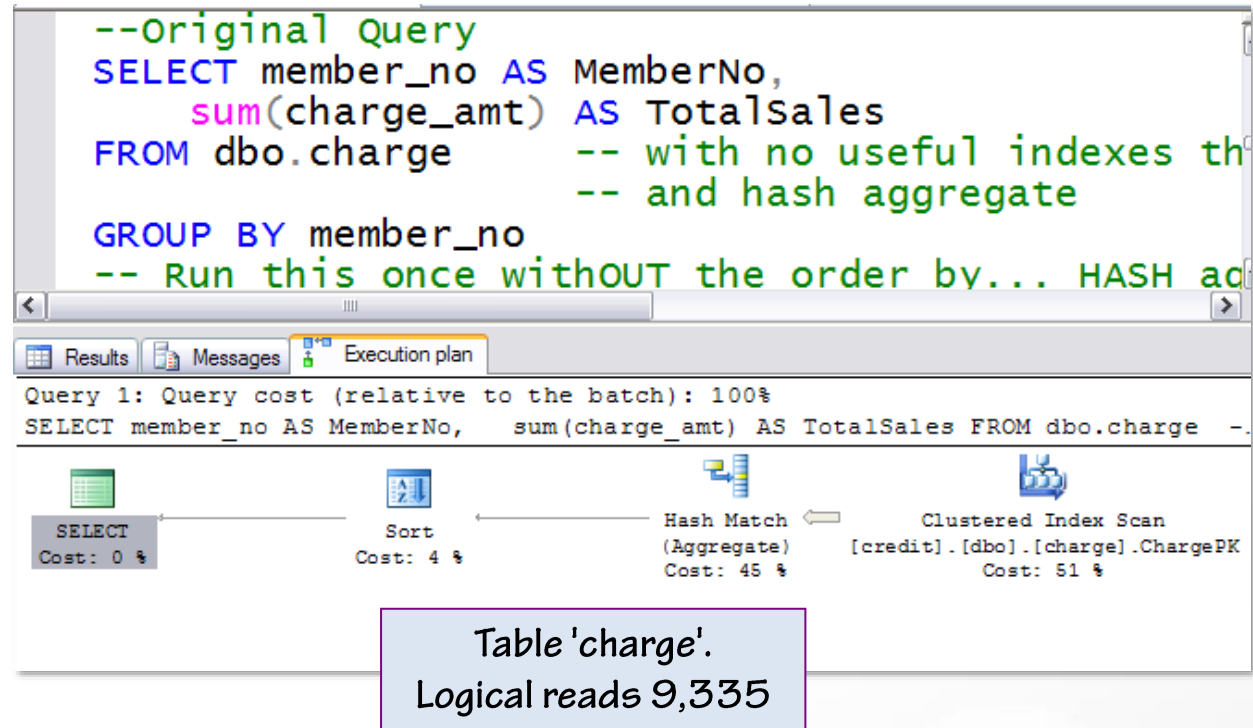 --Original Query
SELECT member_no AS MemberNo,
sum(charge_amt) AS TotalSales
FROM dbo.charge -- with no useful indexes th
-- and hash aggregate
GROUP BY member_no
-- Run this once withOUT the order by... HASH ag
Results Messages Execution plan
Query 1: Query cost (relative to the batch): 100%
SELECT member_no AS MemberNo, sum(charge_amt) AS TotalSales FROM dbo.charge -.
SELECT
Cost: 0 %
Sort
Cost: 4 %
Hash Match
(Aggregate)
Cost: 45 %
Clustered Index Scan
[credit].[dbo].[charge].ChargePK
Cost: 51 %
Table 'charge'.
Logical reads 9,335